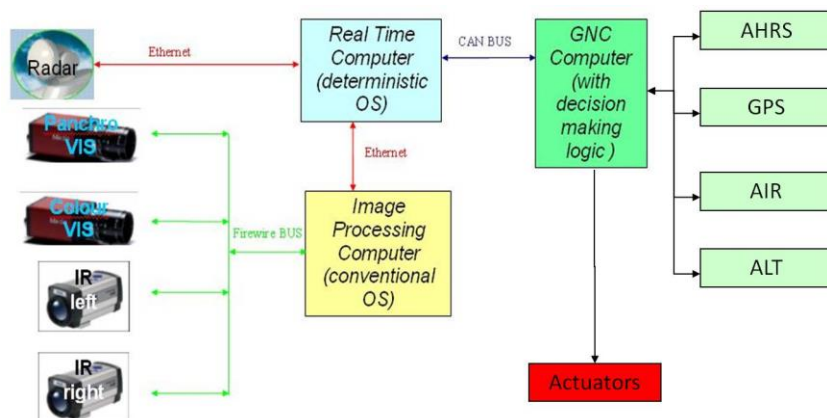 Radar
Ethernet
Real Time
Computer
(deterministic
OS)
CAN BUS
GNC
Computer
(with
decision
making
logic )
AHRS
GPS
AIR
ALT
Panchro
VIS
Colour
VIS
IR
left
IR
right
Firewire BUS
Ethernet
Image
Processing
Computer
(conventional
OS)
Actuators